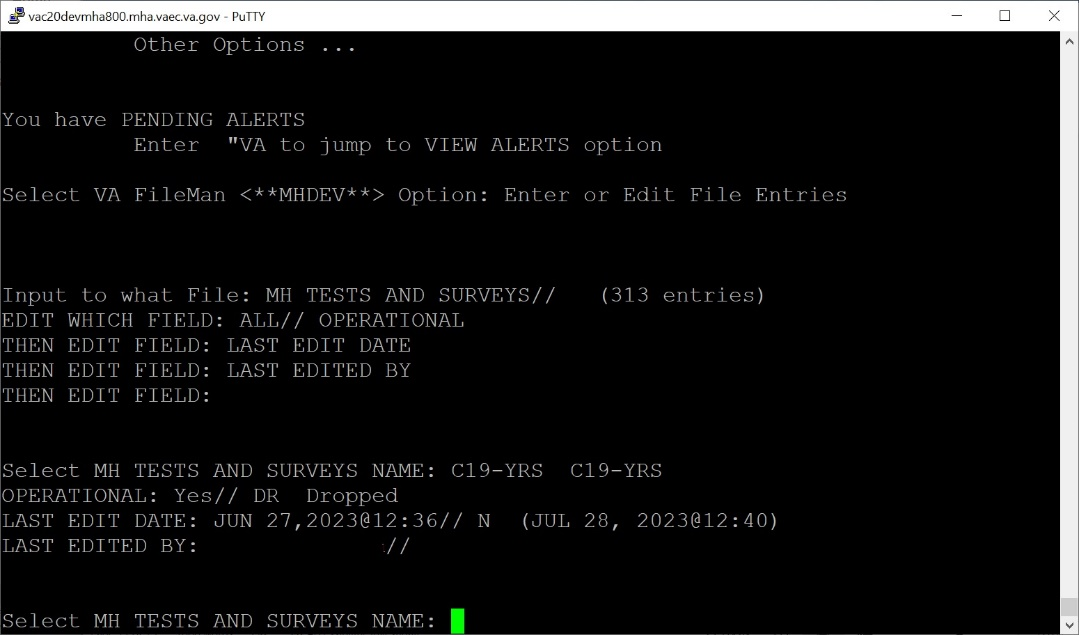 vac20devmha800.mha.vaec.va.gov - PuTTY
Other Options ...
You have PENDING ALERTS
Enter  "VA to jump to VIEW ALERTS option
Select VA FileMan <**MHDEV**> Option: Enter or Edit File Entries
Input to what File: MH TESTS AND SURVEYS//   (313 entries)
EDIT WHICH FIELD: ALL// OPERATIONAL
THEN EDIT FIELD: LAST EDIT DATE
THEN EDIT FIELD: LAST EDITED BY
THEN EDIT FIELD:
Select MH TESTS AND SURVEYS NAME: C19-YRS  C19-YRS
OPERATIONAL: Yes// DR  Dropped
LAST EDIT DATE: JUN 27,2023@12:36// N  (JUL 28, 2023@12:40)
LAST EDITED BY:              //
Select MH TESTS AND SURVEYS NAME: